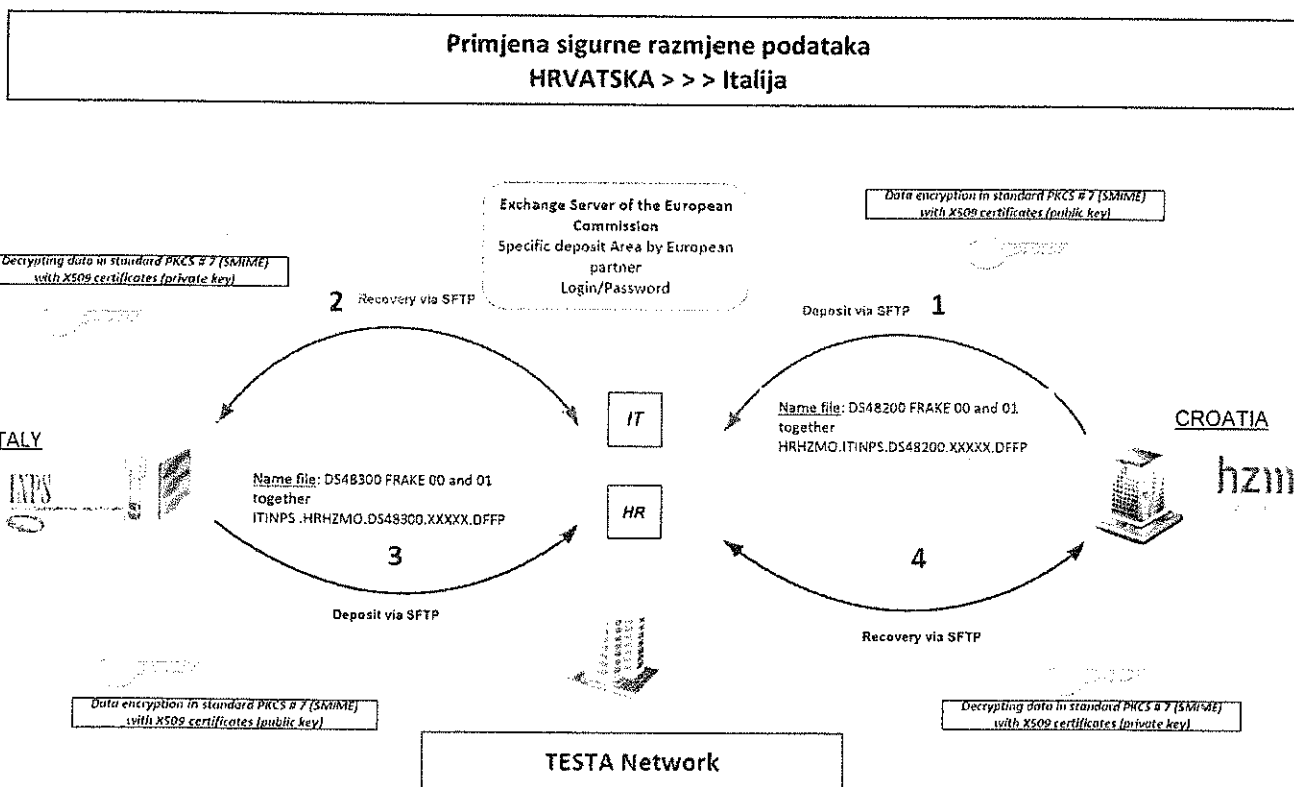 Primjena sigurne razmjene podataka
HRVATSKA > > > Italija
Exchange Server of the European
Commission
Specific deposit Area by European
partner
Login/Password
Data encryption in standard PKCS # 7 (SMIME)
with X509 certificates (public key)
Decrypting data in standard PKCS # 7 (SMIME)
with X509 certificates (private key)
2 Recovery via SFTP
Deposit via SFTP 1
IT
Name file: DS48200 FRAKE 00 and 01
together
HRHZMO.ITINPS.DS48200.XXXXX.DFFP
CROATIA
hzm
TALY
INPS
Name file: DS48300 FRAKE 00 and 01
together
ITINPS .HRHZMO.DS48300.XXXXX.DFFP
HR
3
Deposit via SFTP
4
Recovery via SFTP
Data encryption in standard PKCS # 7 (SMIME)
with X509 certificates (public key)
Decrypting data in standard PKCS # 7 (SMIME)
with X509 certificates (private key)
TESTA Network